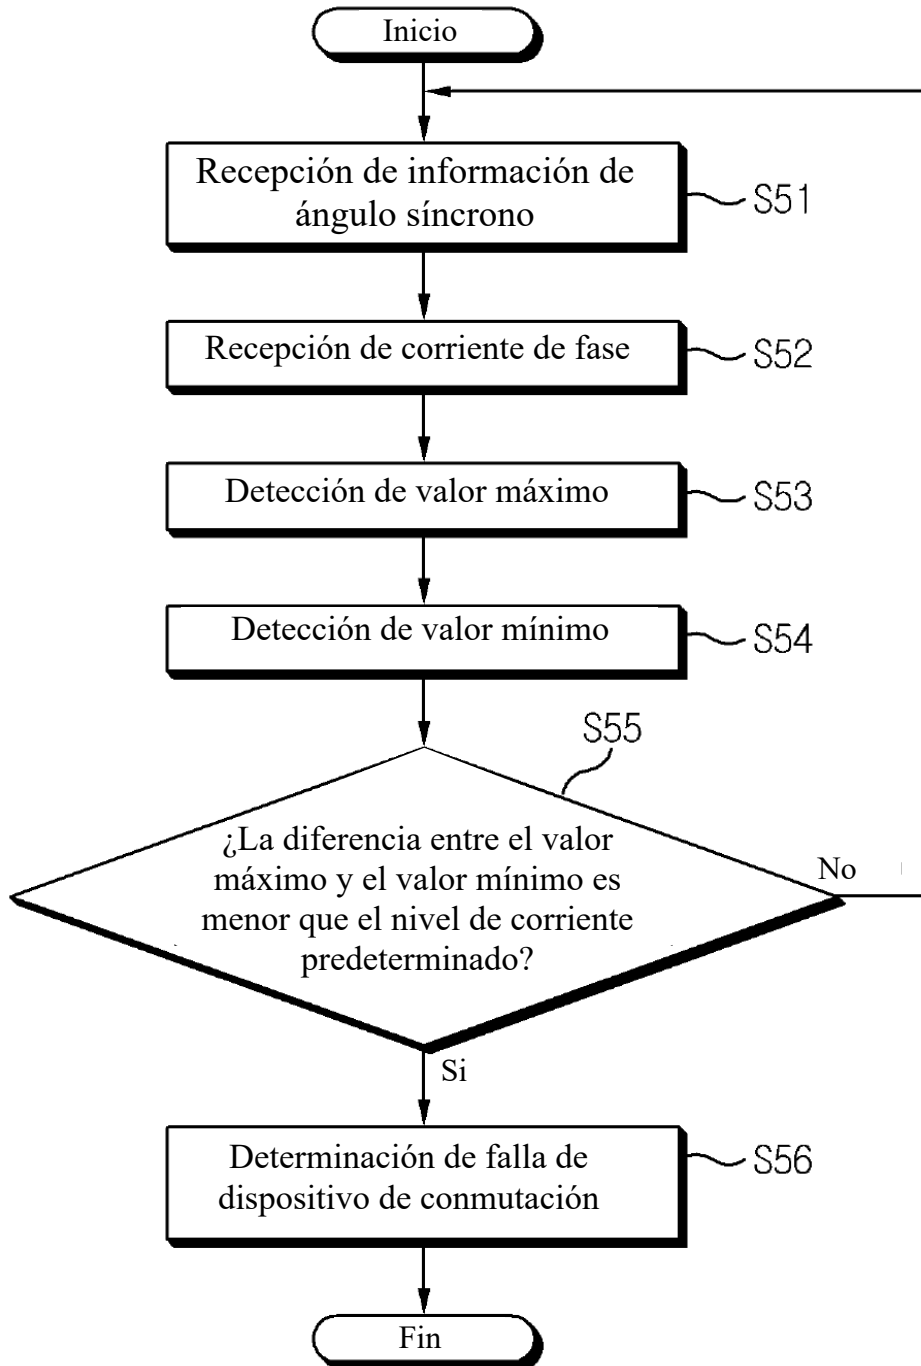 Inicio
Recepción de información de
ángulo síncrono
S51
Recepción de corriente de fase
S52
Detección de valor máximo
S53
Detección de valor mínimo
S54
S55
¿La diferencia entre el valor
máximo y el valor mínimo es
menor que el nivel de corriente
predeterminado?
No
Si
Determinación de falla de
dispositivo de conmutación
S56
Fin